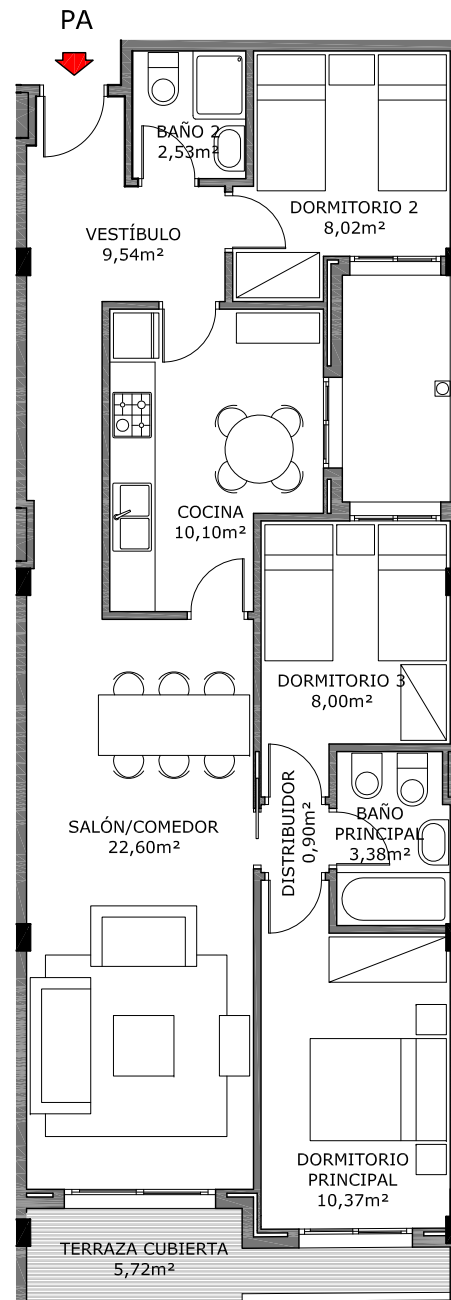 PA
BAÑO 2
2,53m²
DORMITORIO 2
8,02m²
VESTÍBULO
9,54m²
COCINA
10,10m²
DORMITORIO 3
8,00m²
SALÓN/COMEDOR
22,60m²
DISTRIBUIDOR
0,90m²
BAÑO
PRINCIPAL
3,38m²
DORMITORIO
PRINCIPAL
10,37m²
TERRAZA CUBIERTA
5,72m²